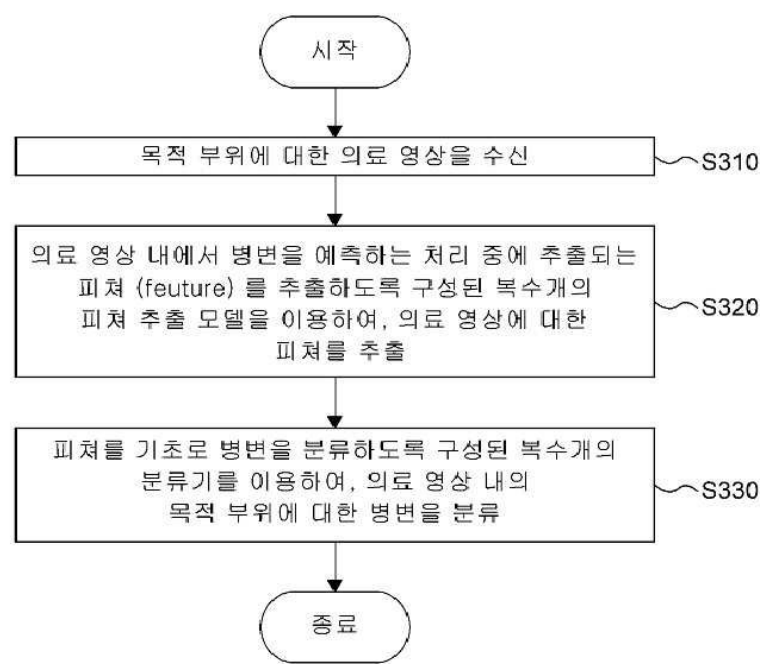 시작
목적 부위에 대한 의료 영상을 수신
S310
의료 영상 내에서 병변을 예측하는 처리 중에 추출되는
피쳐 (feuture) 를 추출하도록 구성된 복수개의
피쳐 추출 모델을 이용하여, 의료 영상에 대한
피쳐를 추출
S320
피쳐를 기초로 병변을 분류하도록 구성된 복수개의
분류기를 이용하여, 의료 영상 내의
목적 부위에 대한 병변을 분류
S330
종료